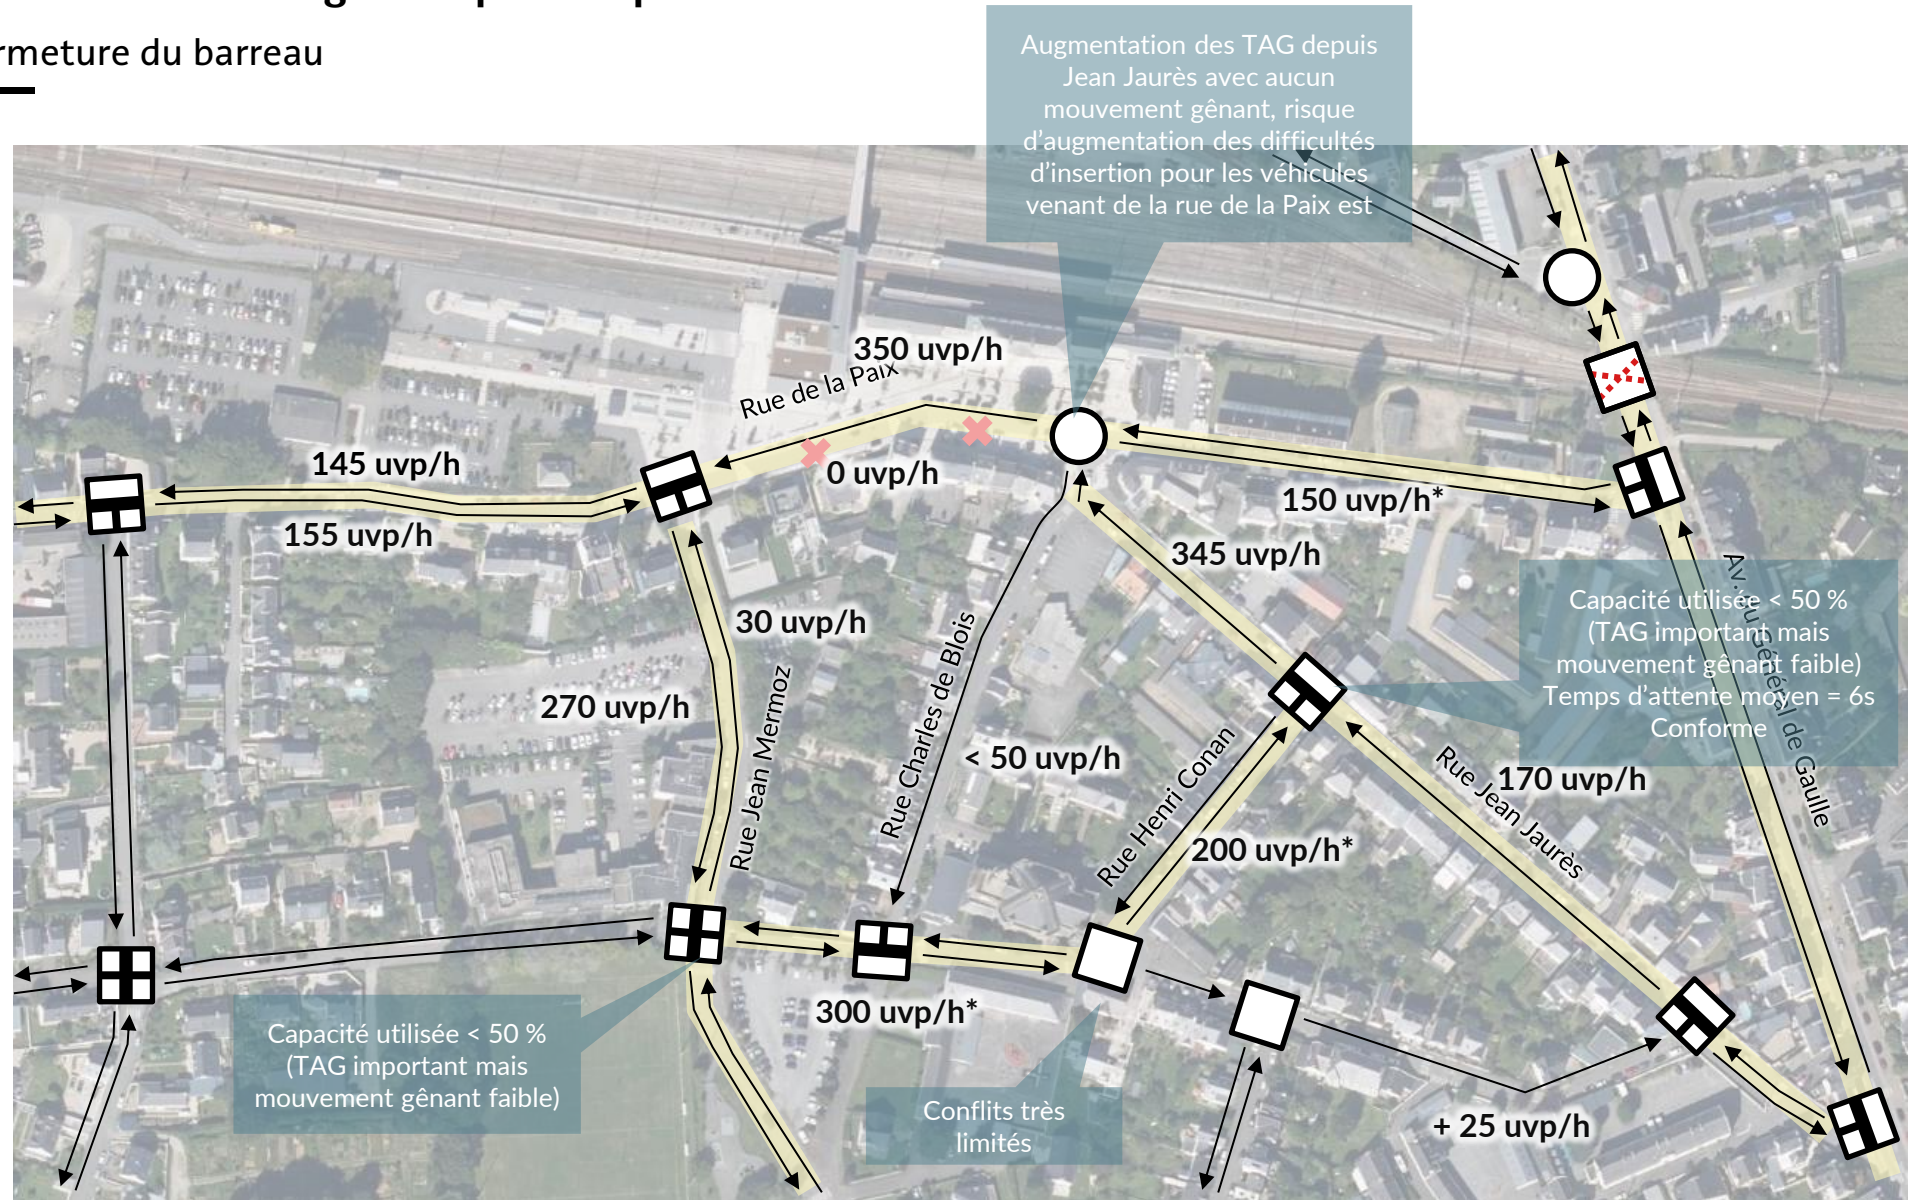 rmeture du barreau
Augmentation des TAG depuis
Jean Jaurès avec aucun
mouvement gênant, risque
d'augmentation des difficultés
d'insertion pour les véhicules
venant de la rue de la Paix est
350 uvp/h
Rue de la Paix
0 uvp/h
145 uvp/h
155 uvp/h
150 uvp/h*
345 uvp/h
30 uvp/h
270 uvp/h
Rue Jean Mermoz
Rue Charles de Blois
< 50 uvp/h
Rue Henri Conan
200 uvp/h*
Av. du Général de Gaulle
Capacité utilisée < 50 %
(TAG important mais
mouvement gênant faible)
Temps d'attente moyen = 6s
Conforme
170 uvp/h
Rue Jean Jaurès
300 uvp/h*
Capacité utilisée < 50 %
(TAG important mais
mouvement gênant faible)
Conflits très
limités
+ 25 uvp/h